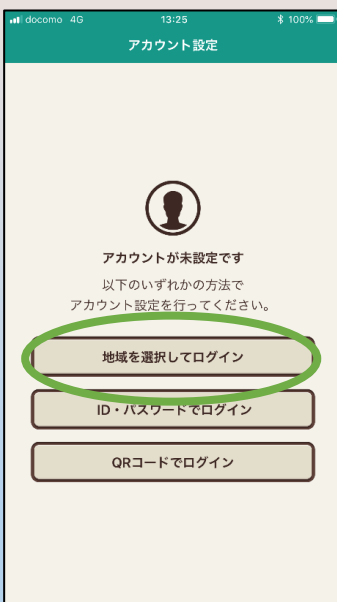 docomo 4G 13:25 100%
アカウント設定
アカウントが未設定です
以下のいずれかの方法で
アカウント設定を行ってください。
地域を選択してログイン
ID・パスワードでログイン
QRコードでログイン